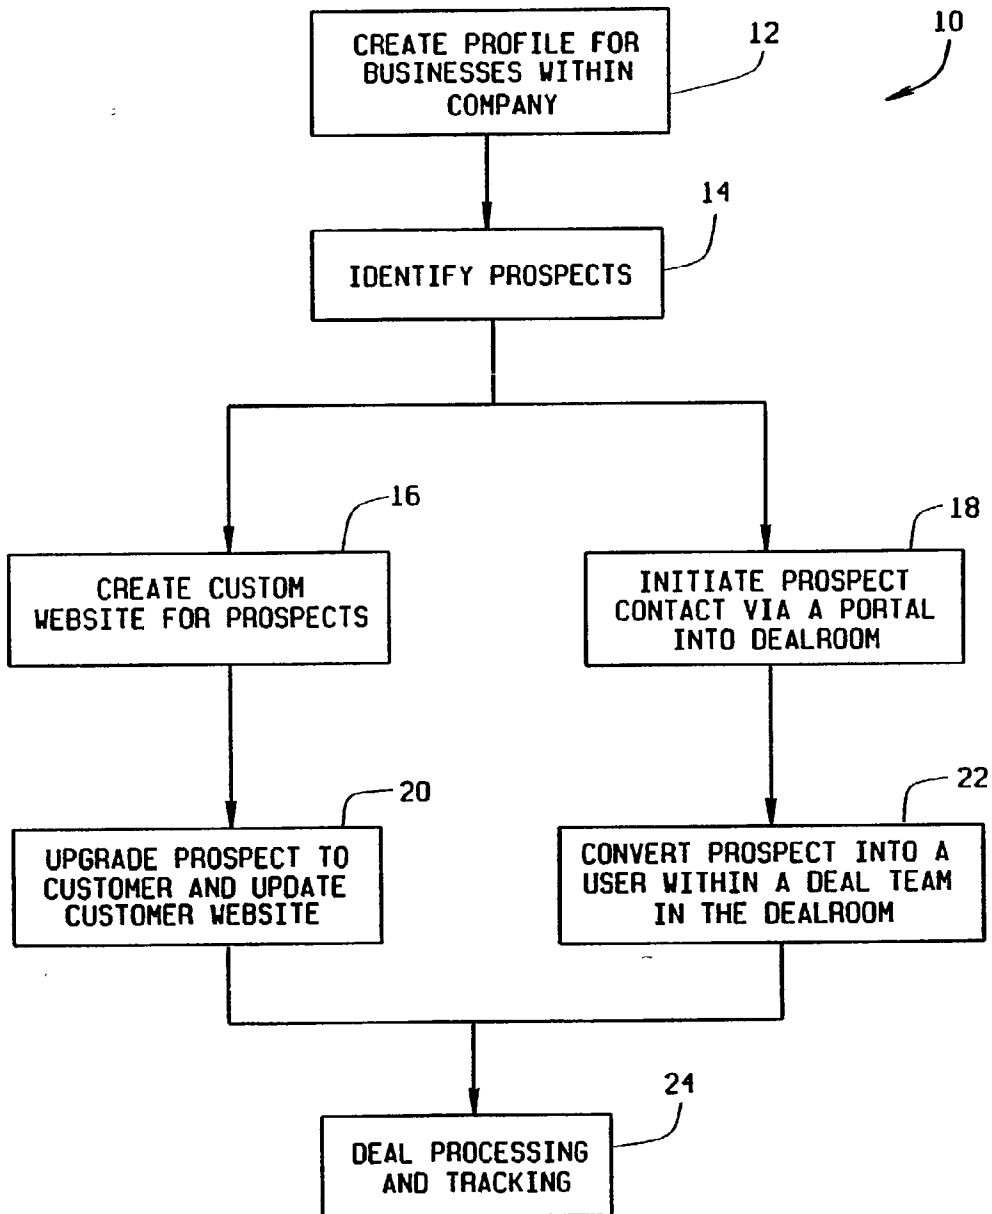 CREATE PROFILE FOR
BUSINESSES WITHIN
COMPANY
12
10
14
IDENTIFY PROSPECTS
16
18
CREATE CUSTOM
WEBSITE FOR PROSPECTS
INITIATE PROSPECT
CONTACT VIA A PORTAL
INTO DEALROOM
20
22
UPGRADE PROSPECT TO
CUSTOMER AND UPDATE
CUSTOMER WEBSITE
CONVERT PROSPECT INTO A
USER WITHIN A DEAL TEAM
IN THE DEALROOM
24
DEAL PROCESSING
AND TRACKING